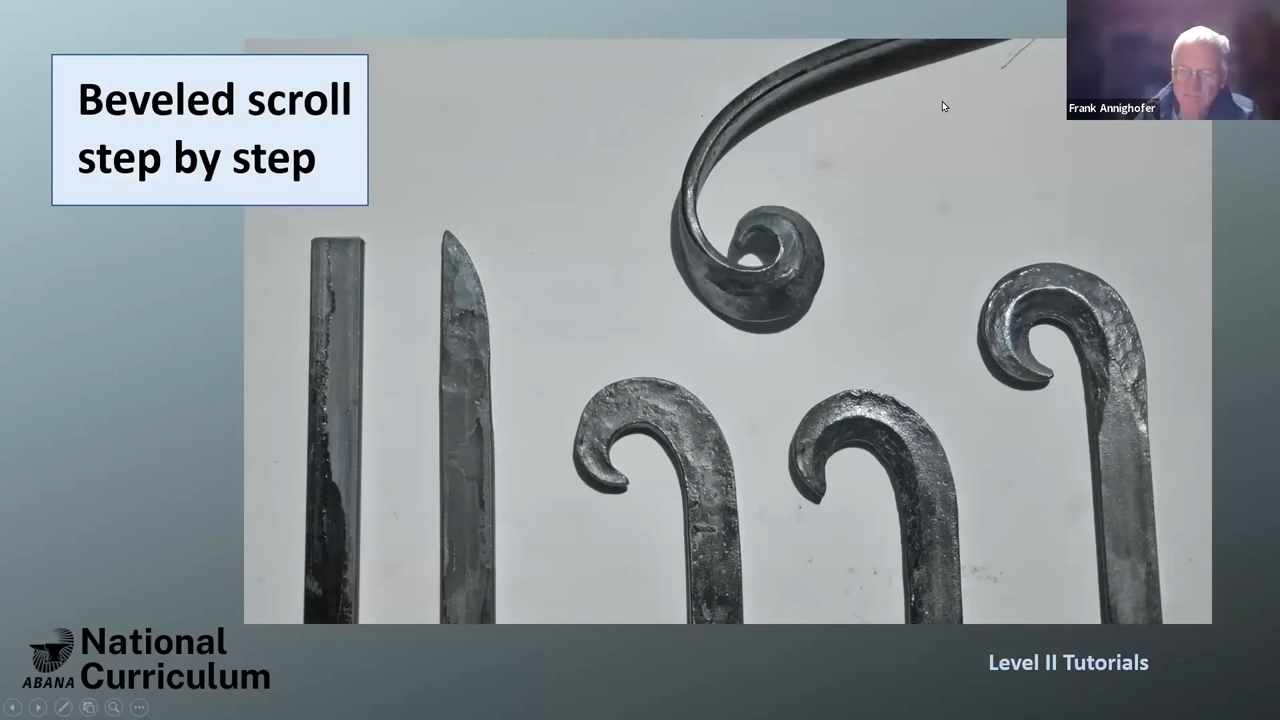 Beveled scroll
step by step
Frank Annighofer
National
ABANA Curriculum
Level II Tutorials